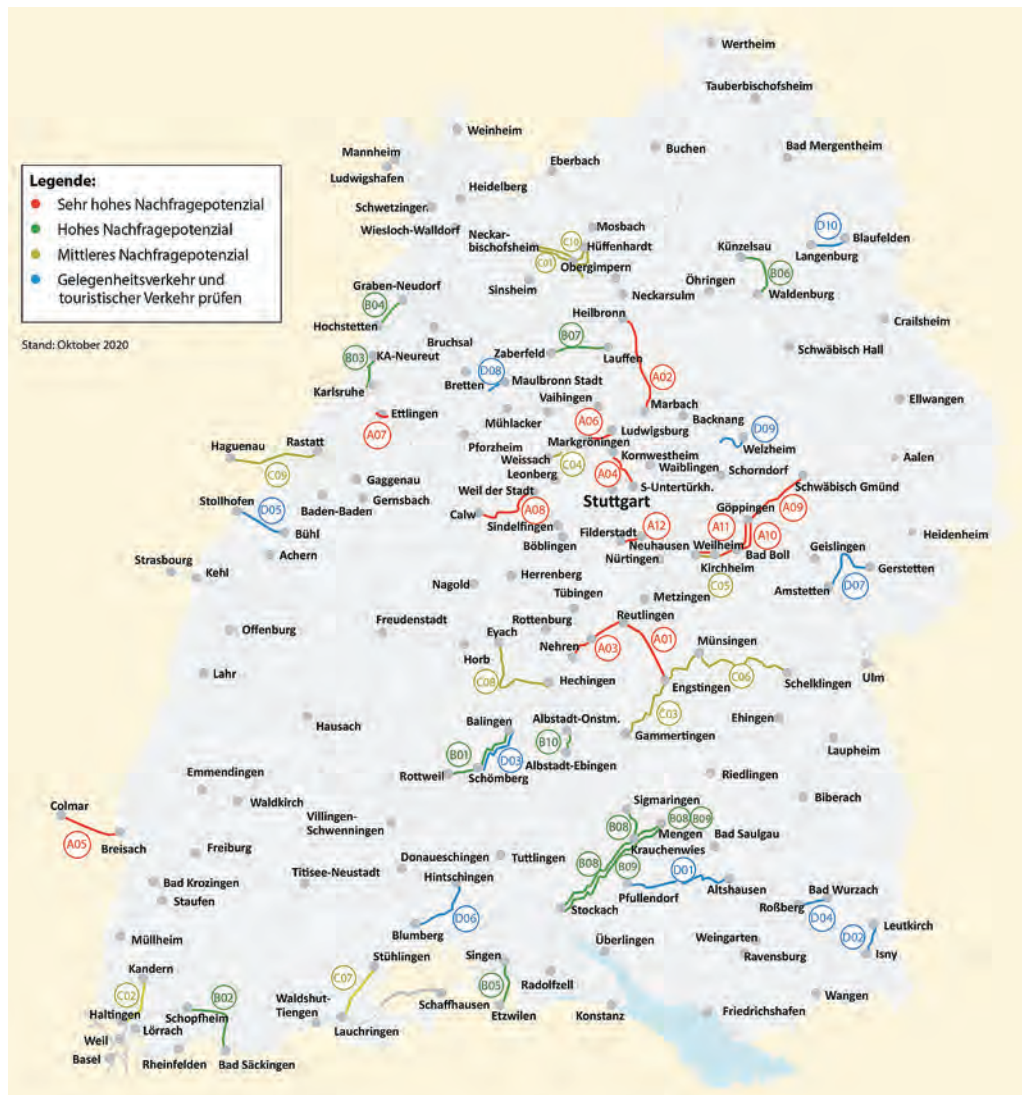 Wertheim
Tauberbischofsheim
Weinheim
Buchen
Bad Mergentheim
Mannheim
Eberbach
Ludwigshafen
Heidelberg
Legende:
Sehr hohes Nachfragepotenzial
Hohes Nachfragepotenzial
Mittleres Nachfragepotenzial
Gelegenheitsverkehr und
touristischer Verkehr prüfen
Stand: Oktober 2020
Schwetzinger.
Wiesloch-Walldorf
Neckar-
bischofsheim
C10
C01
Mosbach
Hüffenhardt
Obergimpern
D10
Blaufelden
Langenburg
Künzelsau
B06
Waldenburg
Öhringen
Sinsheim
Neckarsulm
Graben-Neudorf
B04
Hochstetten
Heilbronn
Crailsheim
Bruchsal
B07
Zaberfeld
Lauffen
Schwäbisch Hall
B03
KA-Neureut
Karlsruhe
D08
Bretten
Maulbronn Stadt
A02
Vaihingen
Marbach
Ellwangen
Ettlingen
A07
Mühlacker
A06
Ludwigsburg
Backnang
D09
Welzheim
Pforzheim
Markgröningen
Kornwestheim
Haguenau
Rastatt
C09
Weissach
C04
Leonberg
A04
Waiblingen
Schorndorf
Aalen
Gaggenau
Gernsbach
Baden-Baden
Weil der Stadt
S-Untertürkh.
Schwäbisch Gmünd
Stuttgart
Stollhofen
D05
Bühl
Calw
A08
Sindelfingen
Böblingen
Göppingen
A09
Filderstadt
A12
A11
A10
Neuhausen
Weilheim
Bad Boll
Nürtingen
Kirchheim
C05
Geislingen
Heidenheim
Gerstetten
Amstetten
D07
Achern
Strasbourg
Kehl
Nagold
Herrenberg
Tübingen
Metzingen
Offenburg
Freudenstadt
Eyach
Rottenburg
Reutlingen
Nehren
A03
A01
Münsingen
Horb
C08
Hechingen
Engstingen
C06
Schelklingen
Ulm
Lahr
C03
Hausach
Balingen
Albstadt-Onstm.
Gammertingen
Ehingen
B01
D03
B10
Laupheim
Rottweil
Schömberg
Albstadt-Ebingen
Riedlingen
Emmendingen
Waldkirch
Biberach
Colmar
A05
Breisach
Villingen-
Schwenningen
Sigmaringen
B08
B08
B09
Mengen
Bad Saulgau
Krauchenwies
Freiburg
Donaueschingen
Tuttlingen
B08
B09
Titisee-Neustadt
Hintschingen
D01
Pfullendorf
Altshausen
Bad Krozingen
Staufen
D06
Stockach
Bad Wurzach
Roßberg
D04
D02
Leutkirch
Isny
Blumberg
Müllheim
Überlingen
Weingarten
Ravensburg
Kandern
C02
Stühlingen
C07
Singen
B05
Radolfzell
Haltingen
Schopfheim
B02
Waldshut-
Tiengen
Schaffhausen
Etzwilen
Konstanz
Wangen
Friedrichshafen
Lörrach
Lauchringen
Weil
Basel
Rheinfelden
Bad Säckingen